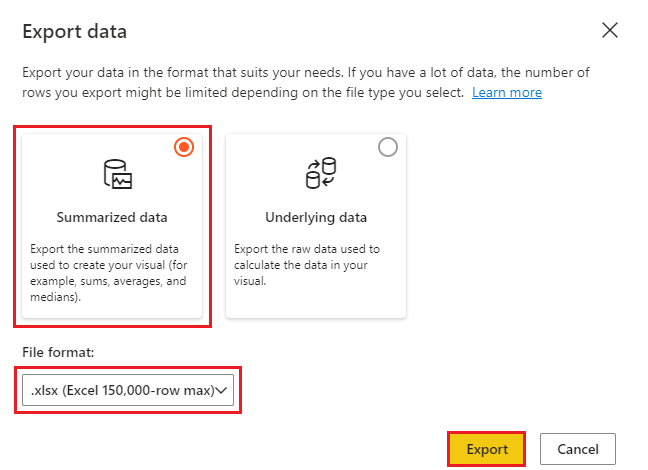 Export data
Export your data in the format that suits your needs. If you have a lot of data, the number of
rows you export might be limited depending on the file type you select. Learn more
Summarized data
Export the summarized data
used to create your visual (for
example, sums, averages, and
medians).
Underlying data
Export the raw data used to
calculate the data in your
visual.
File format:
.xlsx (Excel 150,000-row max)
Export
Cancel